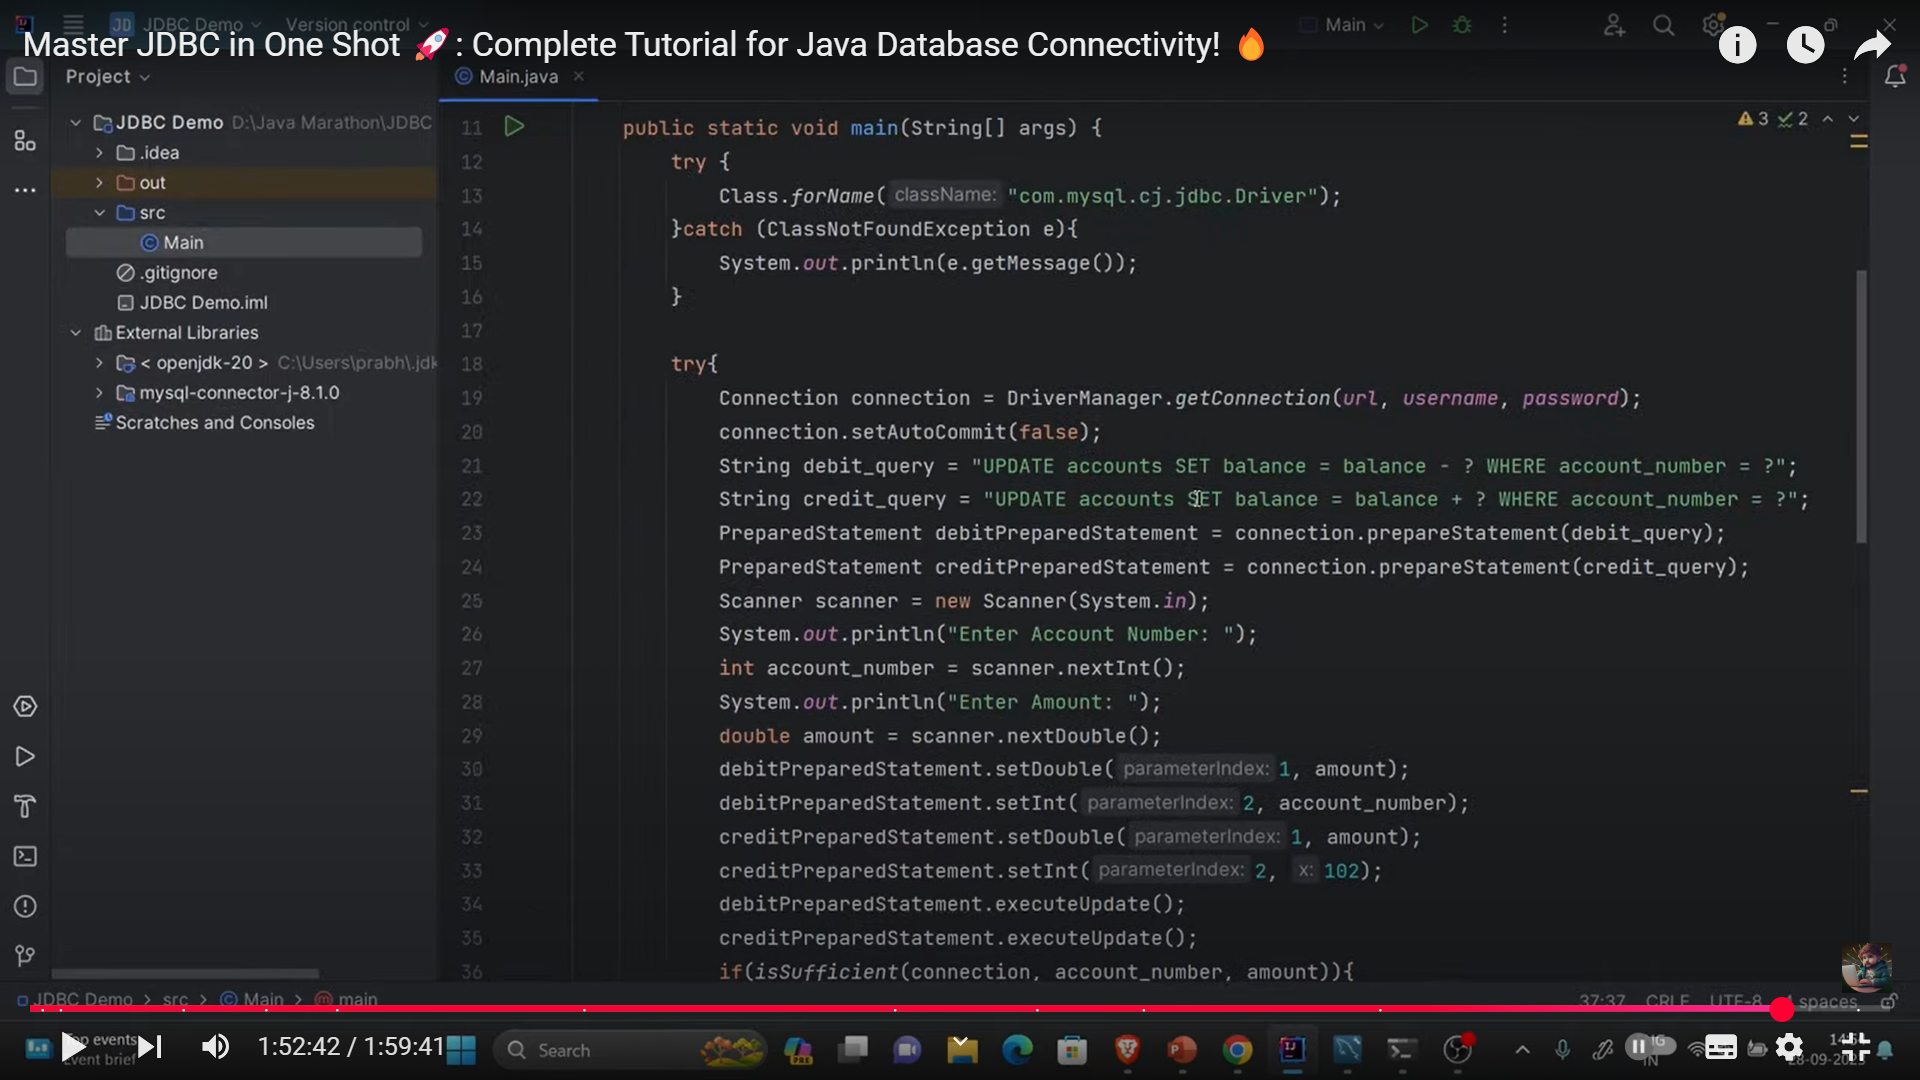 JD JDBC Demo Version control Main
Master JDBC in One Shot 🚀 : Complete Tutorial for Java Database Connectivity! 🔥
Project
Main.java
JDBC Demo D:\Java Marathon\JDBC
.idea
out
src
Main
.gitignore
JDBC Demo.iml
External Libraries
< openjdk-20 > C:\Users\prabh\.jdk
mysql-connector-j-8.1.0
Scratches and Consoles
3 2
11 public static void main(String[] args) {
12 try {
13 Class.forName( className: "com.mysql.cj.jdbc.Driver");
14 }catch (ClassNotFoundException e){
15 System.out.println(e.getMessage());
16 }
17
18 try{
19 Connection connection = DriverManager.getConnection(url, username, password);
20 connection.setAutoCommit(false);
21 String debit_query = "UPDATE accounts SET balance = balance - ? WHERE account_number = ?";
22 String credit_query = "UPDATE accounts SET balance = balance + ? WHERE account_number = ?";
23 PreparedStatement debitPreparedStatement = connection.prepareStatement(debit_query);
24 PreparedStatement creditPreparedStatement = connection.prepareStatement(credit_query);
25 Scanner scanner = new Scanner(System.in);
26 System.out.println("Enter Account Number: ");
27 int account_number = scanner.nextInt();
28 System.out.println("Enter Amount: ");
29 double amount = scanner.nextDouble();
30 debitPreparedStatement.setDouble( parameterIndex: 1, amount);
31 debitPreparedStatement.setInt( parameterIndex: 2, account_number);
32 creditPreparedStatement.setDouble( parameterIndex: 1, amount);
33 creditPreparedStatement.setInt( parameterIndex: 2, x: 102);
34 debitPreparedStatement.executeUpdate();
35 creditPreparedStatement.executeUpdate();
36 if(isSufficient(connection, account_number, amount)){
JDBC Demo > src > Main > main 37:37 CRLF UTF-8 spaces
Top events
Event brief
1:52:42 / 1:59:41
Search
PRE
IN